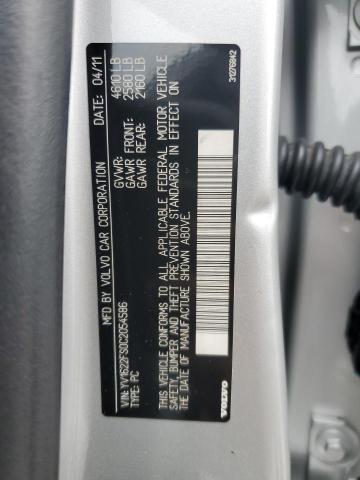 MFD BY VOLVO CAR CORPORATION DATE: 04/11
GVWR: 4610 LB
GAWR FRONT: 2580 LB
GAWR REAR: 2160 LB
THIS VEHICLE CONFORMS TO ALL APPLICABLE FEDERAL MOTOR VEHICLE
SAFETY, BUMPER AND THEFT PREVENTION STANDARDS IN EFFECT ON
THE DATE OF MANUFACTURE SHOWN ABOVE.
VIN: YV1622FS0C2054586
TYPE: PC
VOLVO
31276842